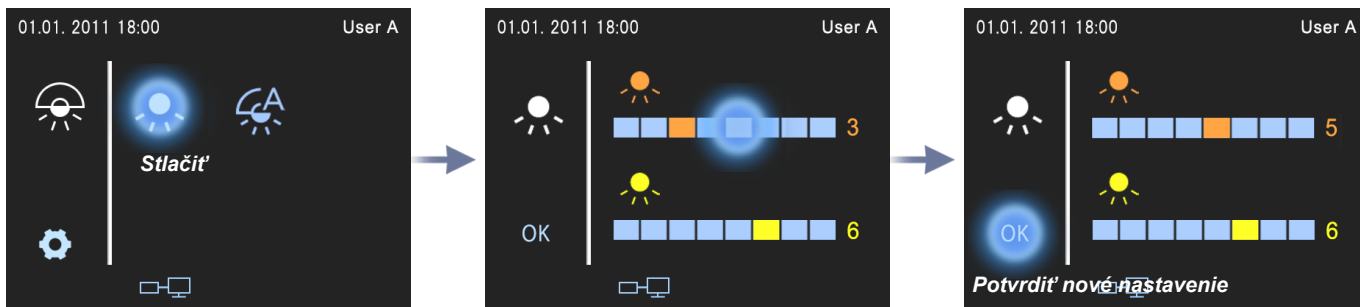 01.01. 2011 18:00 User A
A
Stlačiť
01.01. 2011 18:00 User A
3
OK
6
01.01. 2011 18:00 User A
5
OK
6
Potvrdiť nové nastavenie